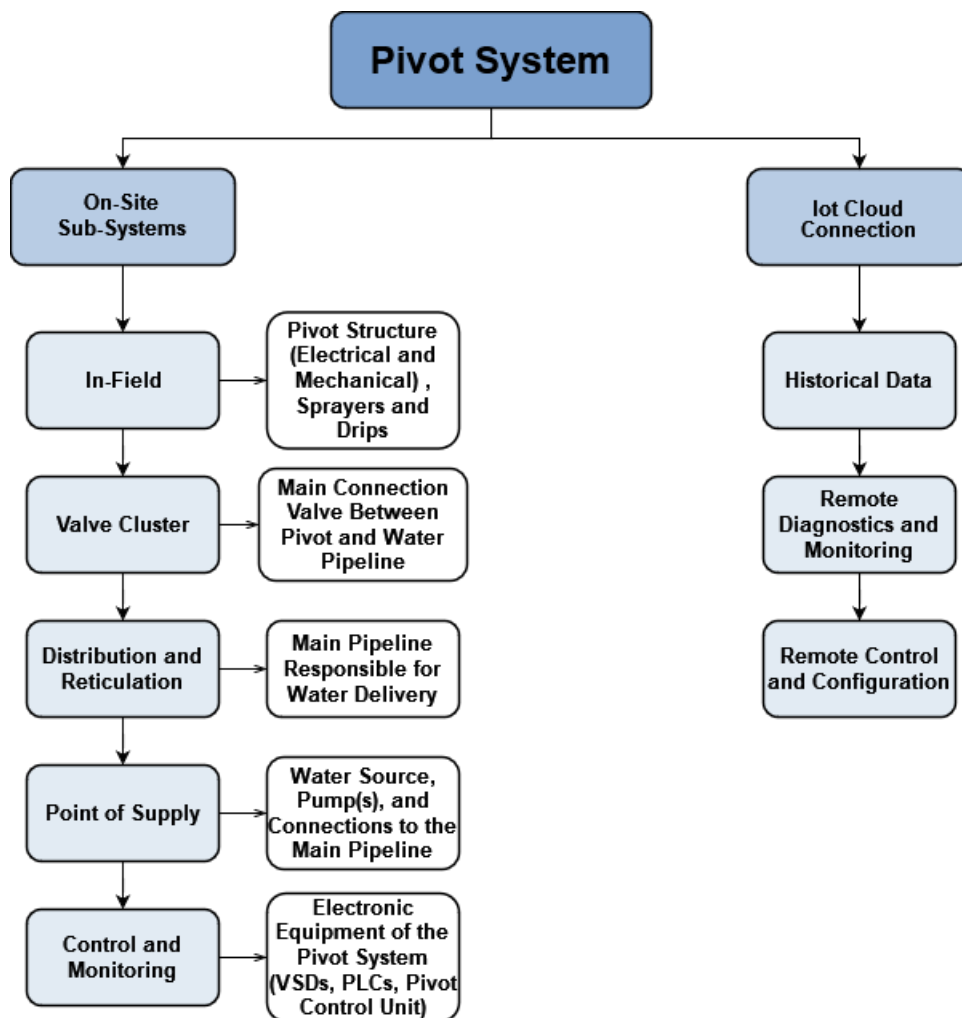 Pivot System
On-Site
Sub-Systems
Iot Cloud
Connection
In-Field
Pivot Structure
(Electrical and
Mechanical) ,
Sprayers and
Drips
Historical Data
Valve Cluster
Main Connection
Valve Between
Pivot and Water
Pipeline
Remote
Diagnostics and
Monitoring
Distribution and
Reticulation
Main Pipeline
Responsible for
Water Delivery
Remote Control
and Configuration
Point of Supply
Water Source,
Pump(s), and
Connections to the
Main Pipeline
Control and
Monitoring
Electronic
Equipment of the
Pivot System
(VSDs, PLCs, Pivot
Control Unit)